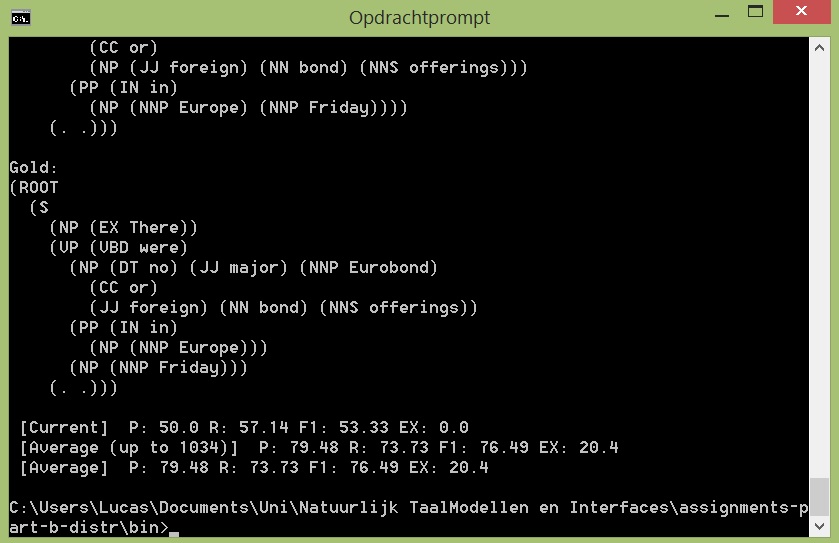 Opdrachtprompt
(CC or)
(NP (JJ foreign) (NN bond) (NNS offerings)))
(PP (IN in)
(NP (NNP Europe) (NNP Friday))))
(. .)))
Gold:
(ROOT
(S
(NP (EX There))
(VP (VBD were)
(NP (DT no) (JJ major) (NNP Eurobond)
(CC or)
(JJ foreign) (NN bond) (NNS offerings))
(PP (IN in)
(NP (NNP Europe)))
(NP (NNP Friday)))
(. .)))
[Current] P: 50.0 R: 57.14 F1: 53.33 EX: 0.0
[Average (up to 1034)] P: 79.48 R: 73.73 F1: 76.49 EX: 20.4
[Average] P: 79.48 R: 73.73 F1: 76.49 EX: 20.4
C:\Users\Lucas\Documents\Uni\Natuurlijk TaalModellen en Interfaces\assignments-p
art-b-distr\bin>_